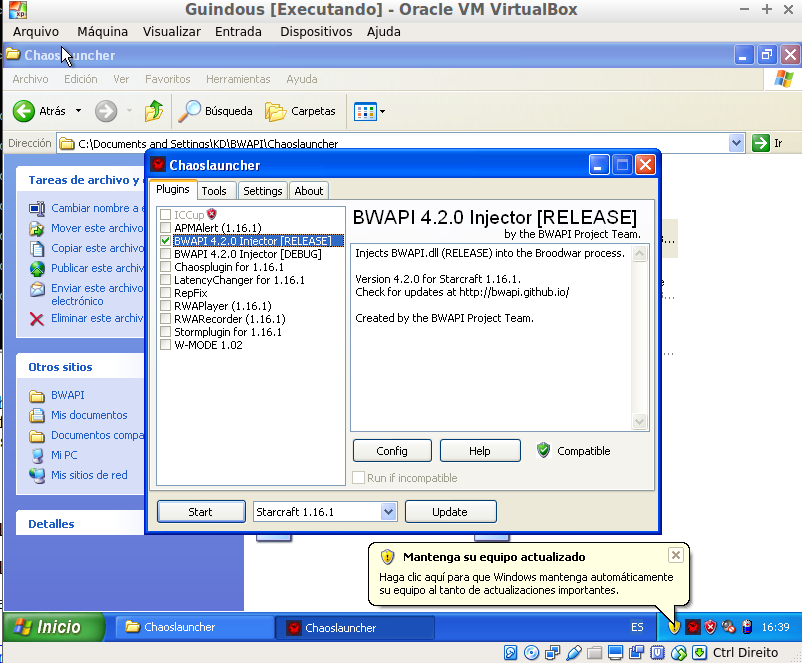 Guindous [Executando] - Oracle VM VirtualBox
Arquivo Máquina Visualizar Entrada Dispositivos Ajuda
Chaoslauncher
Archivo Edición Ver Favoritos Herramientas Ayuda
Atrás Búsqueda Carpetas
Dirección C:\Documents and Settings\KD\BWAPI\Chaoslauncher Ir
Tareas de archivo y
Cambiar nombre a e
Mover este archivo
Copiar este archivo
Publicar este archiv
Enviar este archivo
electrónico
Eliminar este archiv
Otros sitios
BWAPI
Mis documentos
Documentos compa
Mi PC
Mis sitios de red
Detalles
Chaoslauncher
Plugins Tools Settings About
ICCup
APMAlert (1.16.1)
BWAPI 4.2.0 Injector [RELEASE]
BWAPI 4.2.0 Injector [DEBUG]
Chaosplugin for 1.16.1
LatencyChanger for 1.16.1
RepFix
RWAPlayer (1.16.1)
RWARecorder (1.16.1)
Stormplugin for 1.16.1
W-MODE 1.02
BWAPI 4.2.0 Injector [RELEASE]
by the BWAPI Project Team.
Injects BWAPI.dll (RELEASE) into the Broodwar process.
Version 4.2.0 for Starcraft 1.16.1.
Check for updates at http://bwapi.github.io/
Created by the BWAPI Project Team.
Config Help Compatible
Run if incompatible
Start Starcraft 1.16.1 Update
Mantenga su equipo actualizado
Haga clic aquí para que Windows mantenga automáticamente
su equipo al tanto de actualizaciones importantes.
Inicio Chaoslauncher Chaoslauncher ES 16:39
Ctrl Direito